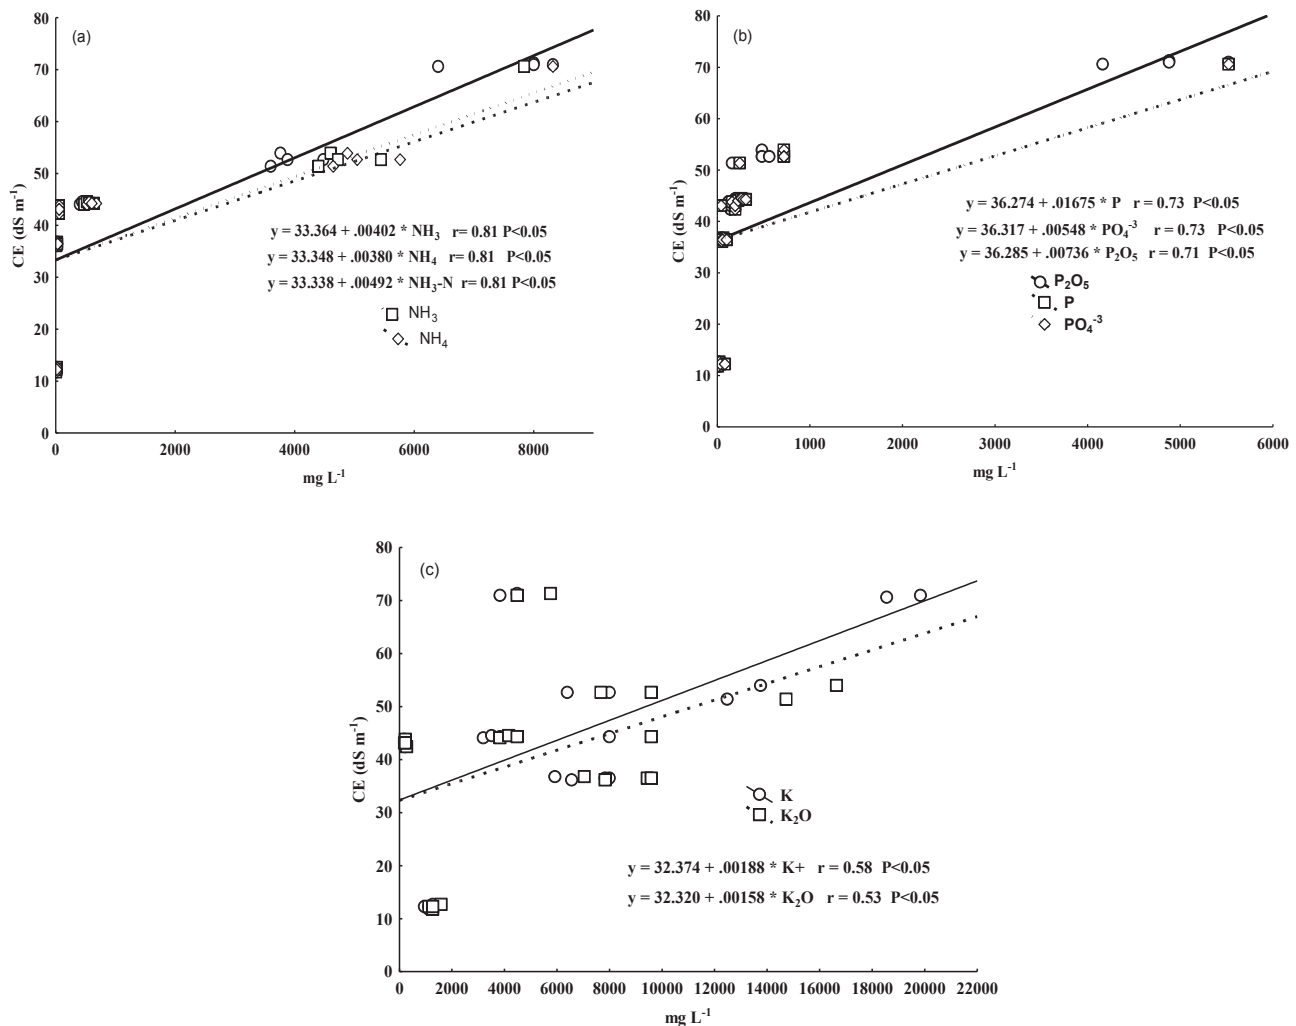 (a)
80
70
60
50
40
30
20
10
0
CE (dS m⁻¹)
y = 33.364 + .00402 * NH₃ r= 0.81 P<0.05
y = 33.348 + .00380 * NH₄ r= 0.81 P<0.05
y = 33.338 + .00492 * NH₃-N r= 0.81 P<0.05
NH₃
NH₄
0 2000 4000 6000 8000
mg L⁻¹
(b)
80
70
60
50
40
30
20
10
0
CE (dS m⁻¹)
y = 36.274 + .01675 * P r = 0.73 P<0.05
y = 36.317 + .00548 * PO₄⁻³ r = 0.73 P<0.05
y = 36.285 + .00736 * P₂O₅ r = 0.71 P<0.05
P₂O₅
P
PO₄⁻³
0 1000 2000 3000 4000 5000 6000
mg L⁻¹
(c)
80
70
60
50
40
30
20
10
0
CE (dS m⁻¹)
K
K₂O
y = 32.374 + .00188 * K+ r = 0.58 P<0.05
y = 32.320 + .00158 * K₂O r = 0.53 P<0.05
0 2000 4000 6000 8000 10000 12000 14000 16000 18000 20000 22000
mg L⁻¹